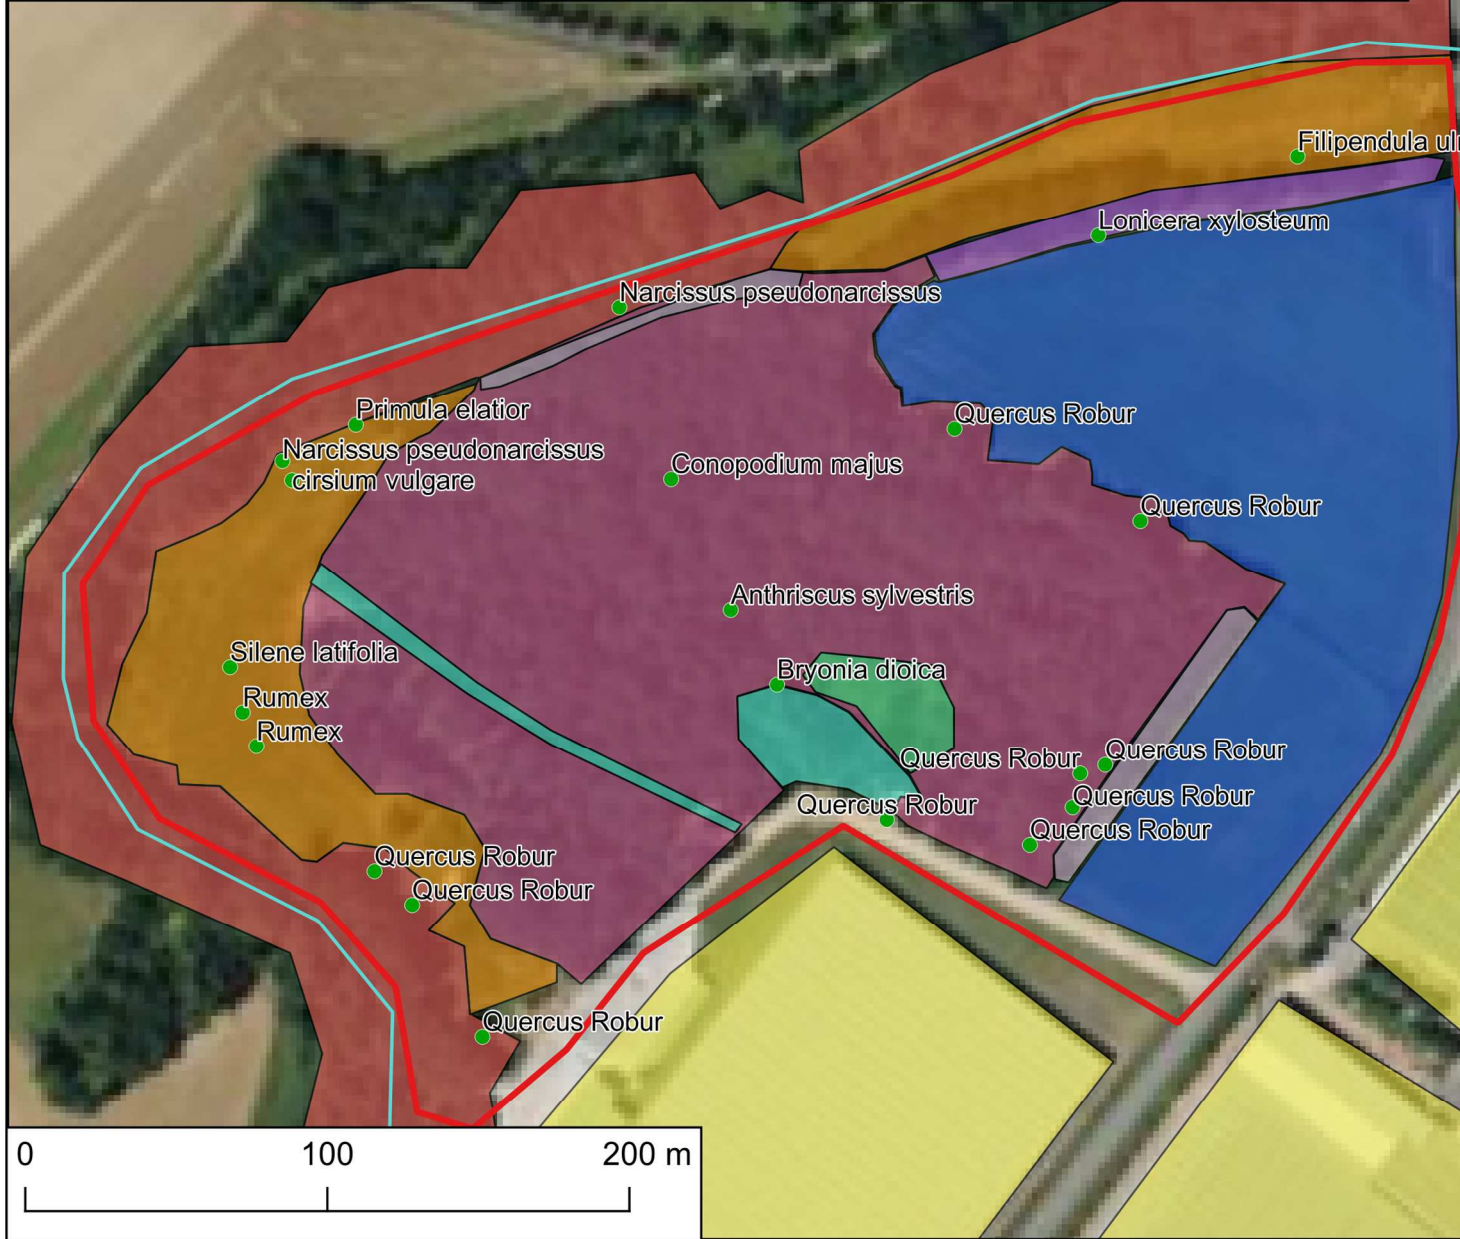 Filipendula ul
Lonicera xylosteum
Narcissus pseudonarcissus
Primula elatior
Quercus Robur
Narcissus pseudonarcissus
Conopodium majus
cirsium vulgare
Quercus Robur
Anthriscus sylvestris
Silene latifolia
Bryonia dioica
Rumex
Rumex
Quercus Robur
Quercus Robur
Quercus Robur
Quercus Robur
Quercus Robur
Quercus Robur
Quercus Robur
Quercus Robur
0 100 200 m